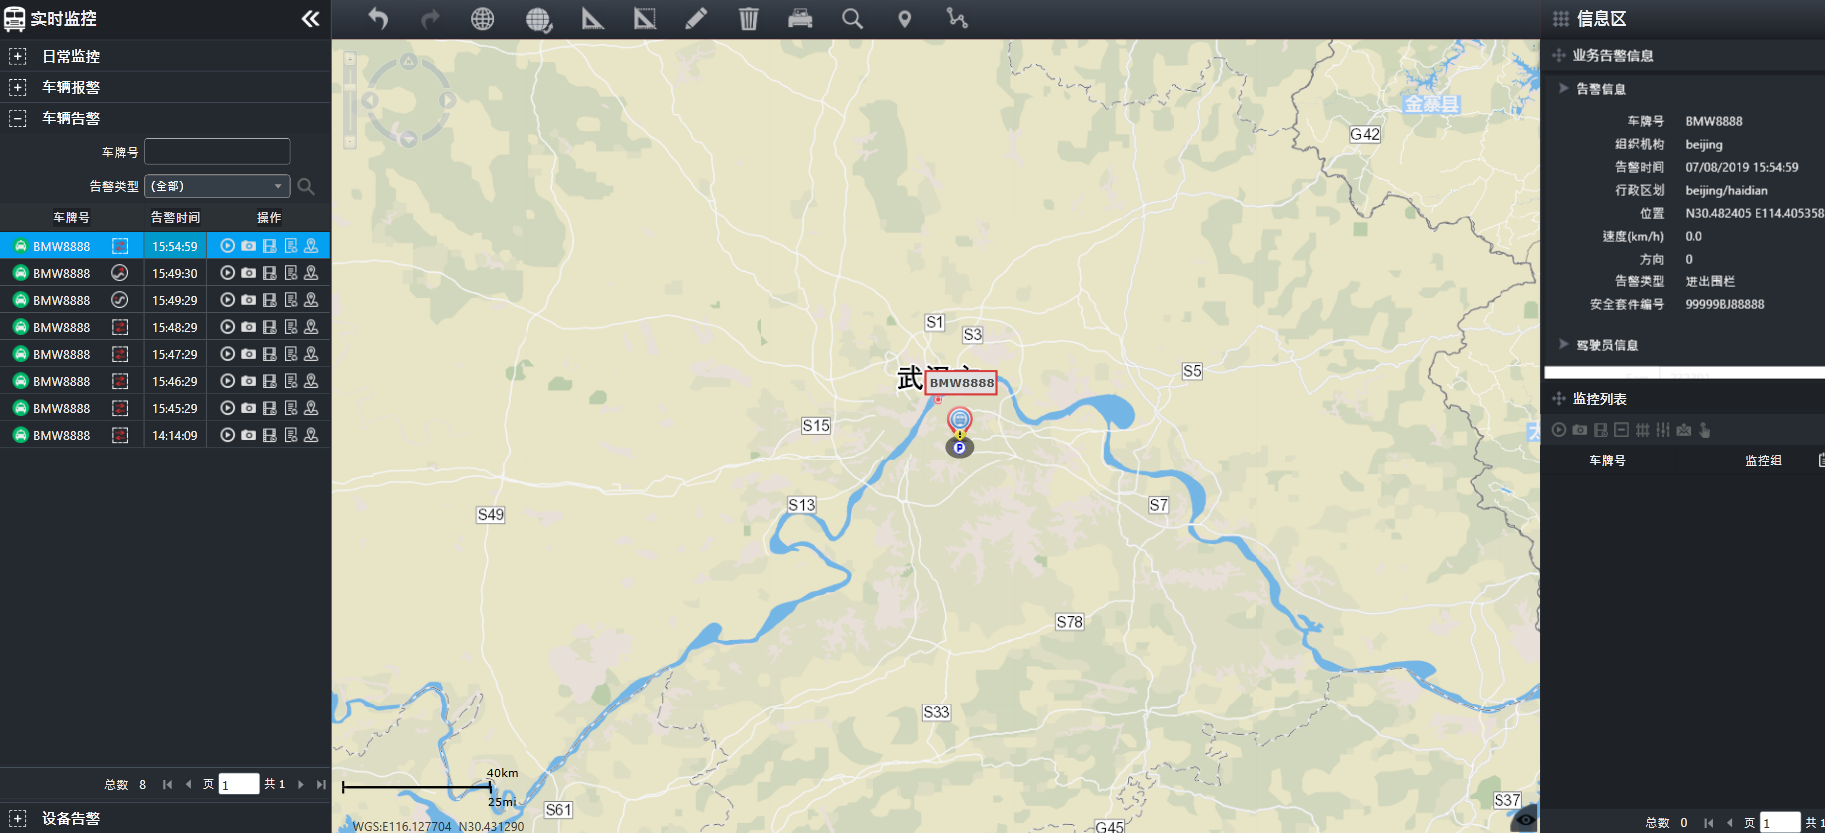 实时监控
日常监控
车辆报警
车辆告警
车牌号
告警类型 (全部)
车牌号 告警时间 操作
BMW8888 15:54:59
BMW8888 15:49:30
BMW8888 15:49:29
BMW8888 15:48:29
BMW8888 15:47:29
BMW8888 15:46:29
BMW8888 15:45:29
BMW8888 14:14:09
总数 8 页 1 共 1
设备告警
金寨县
G42
S1
S3
S5
武汉
BMW8888
P
S15
S13
S49
S7
S78
S33
S37
S61
G45
40km
25mi
WGS:E116.127704 N30.431290
信息区
业务告警信息
告警信息
车牌号 BMW8888
组织机构 beijing
告警时间 07/08/2019 15:54:59
行政区划 beijing/haidian
位置 N30.482405 E114.405358
速度(km/h) 0.0
方向 0
告警类型 进出围栏
安全套件编号 99999BJ88888
驾驶员信息
监控列表
车牌号 监控组
总数 0 页 1 共 1